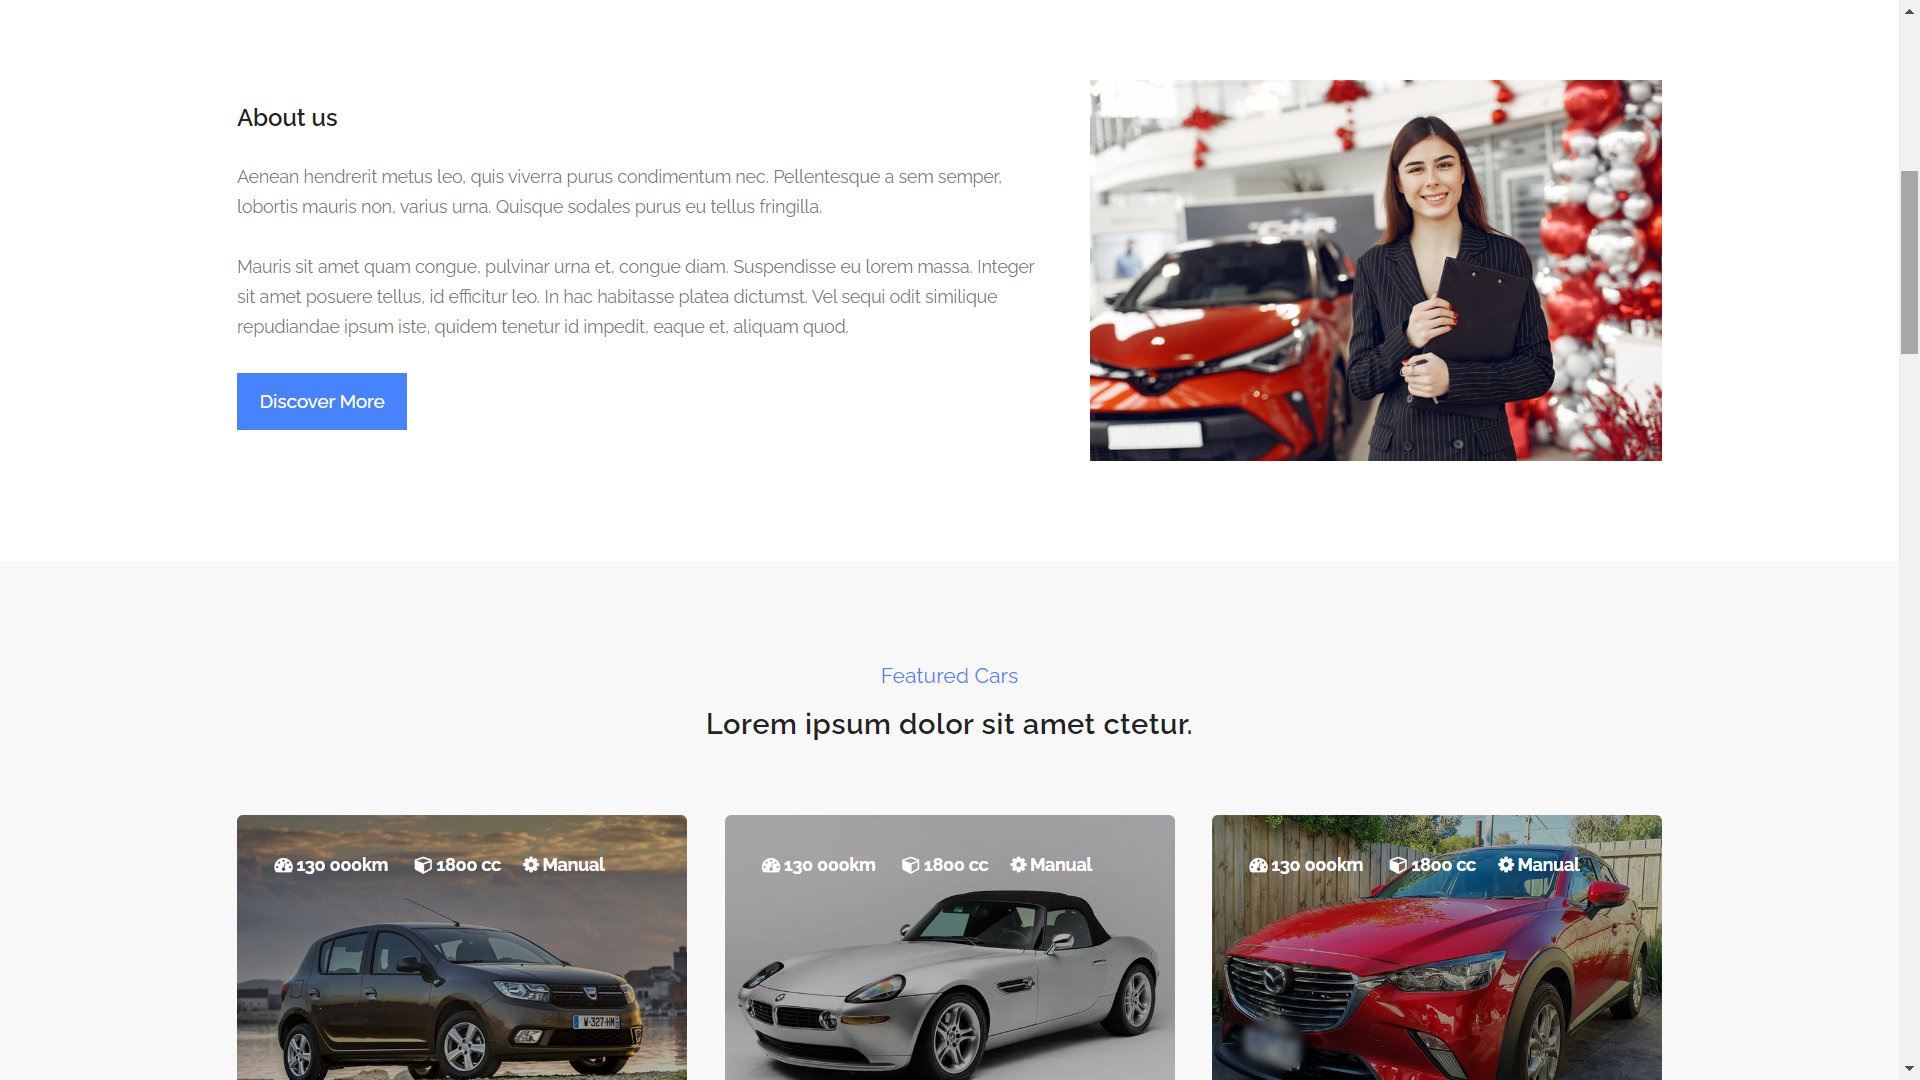 About us
Aenean hendrerit metus leo, quis viverra purus condimentum nec. Pellentesque a sem semper,
lobortis mauris non, varius urna. Quisque sodales purus eu tellus fringilla.
Mauris sit amet quam congue, pulvinar urna et, congue diam. Suspendisse eu lorem massa. Integer
sit amet posuere tellus, id efficitur leo. In hac habitasse platea dictumst. Vel sequi odit similique
repudiandae ipsum iste, quidem tenetur id impedit, eaque et, aliquam quod.
Discover More
Featured Cars
Lorem ipsum dolor sit amet ctetur.
130 000km 1800 cc Manual
130 000km 1800 cc Manual
130 000km 1800 cc Manual
W-327-HM